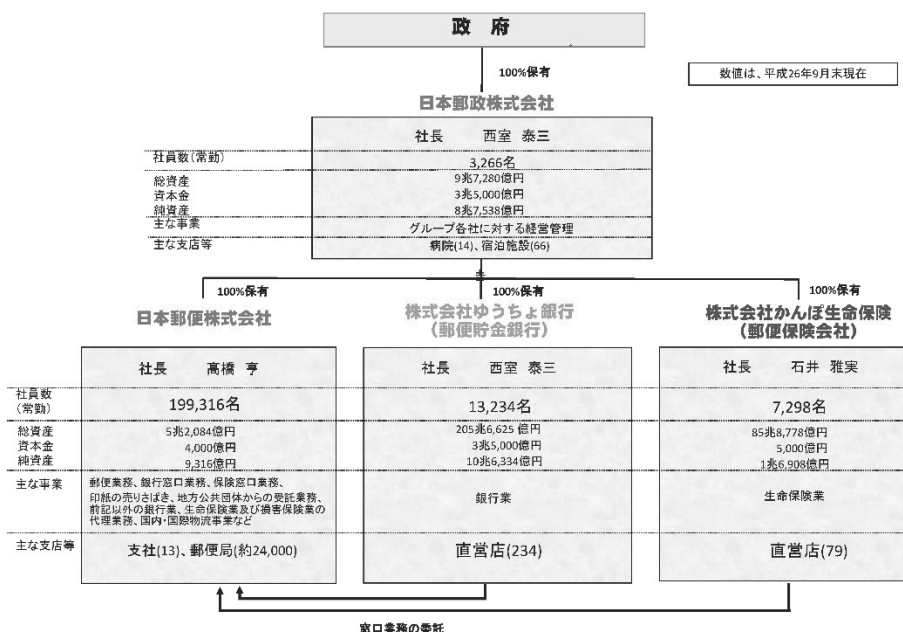 政　府
100%保有
数値は、平成26年9月末現在
日本郵政株式会社
社長　西室 泰三
社員数(常勤)　3,266名
総資産　9兆7,280億円
資本金　3兆5,000億円
純資産　8兆7,538億円
主な事業　グループ各社に対する経営管理
主な支店等　病院(14)、宿泊施設(66)
100%保有　100%保有　100%保有
日本郵便株式会社
株式会社ゆうちょ銀行
(郵便貯金銀行)
株式会社かんぽ生命保険
(郵便保険会社)
社長　髙橋 亨　社長　西室 泰三　社長　石井 雅実
社員数
(常勤)
199,316名　13,234名　7,298名
総資産　5兆2,084億円　205兆6,625億円　85兆8,778億円
資本金　4,000億円　3兆5,000億円　5,000億円
純資産　9,316億円　10兆6,334億円　1兆6,908億円
主な事業
郵便業務、銀行窓口業務、保険窓口業務、
印紙の売りさばき、地方公共団体からの受託業務、
前記以外の銀行業、生命保険業及び損害保険業の
代理業務、国内・国際物流事業など
銀行業
生命保険業
主な支店等　支社(13)、郵便局(約24,000)　直営店(234)　直営店(79)
窓口業務の委託